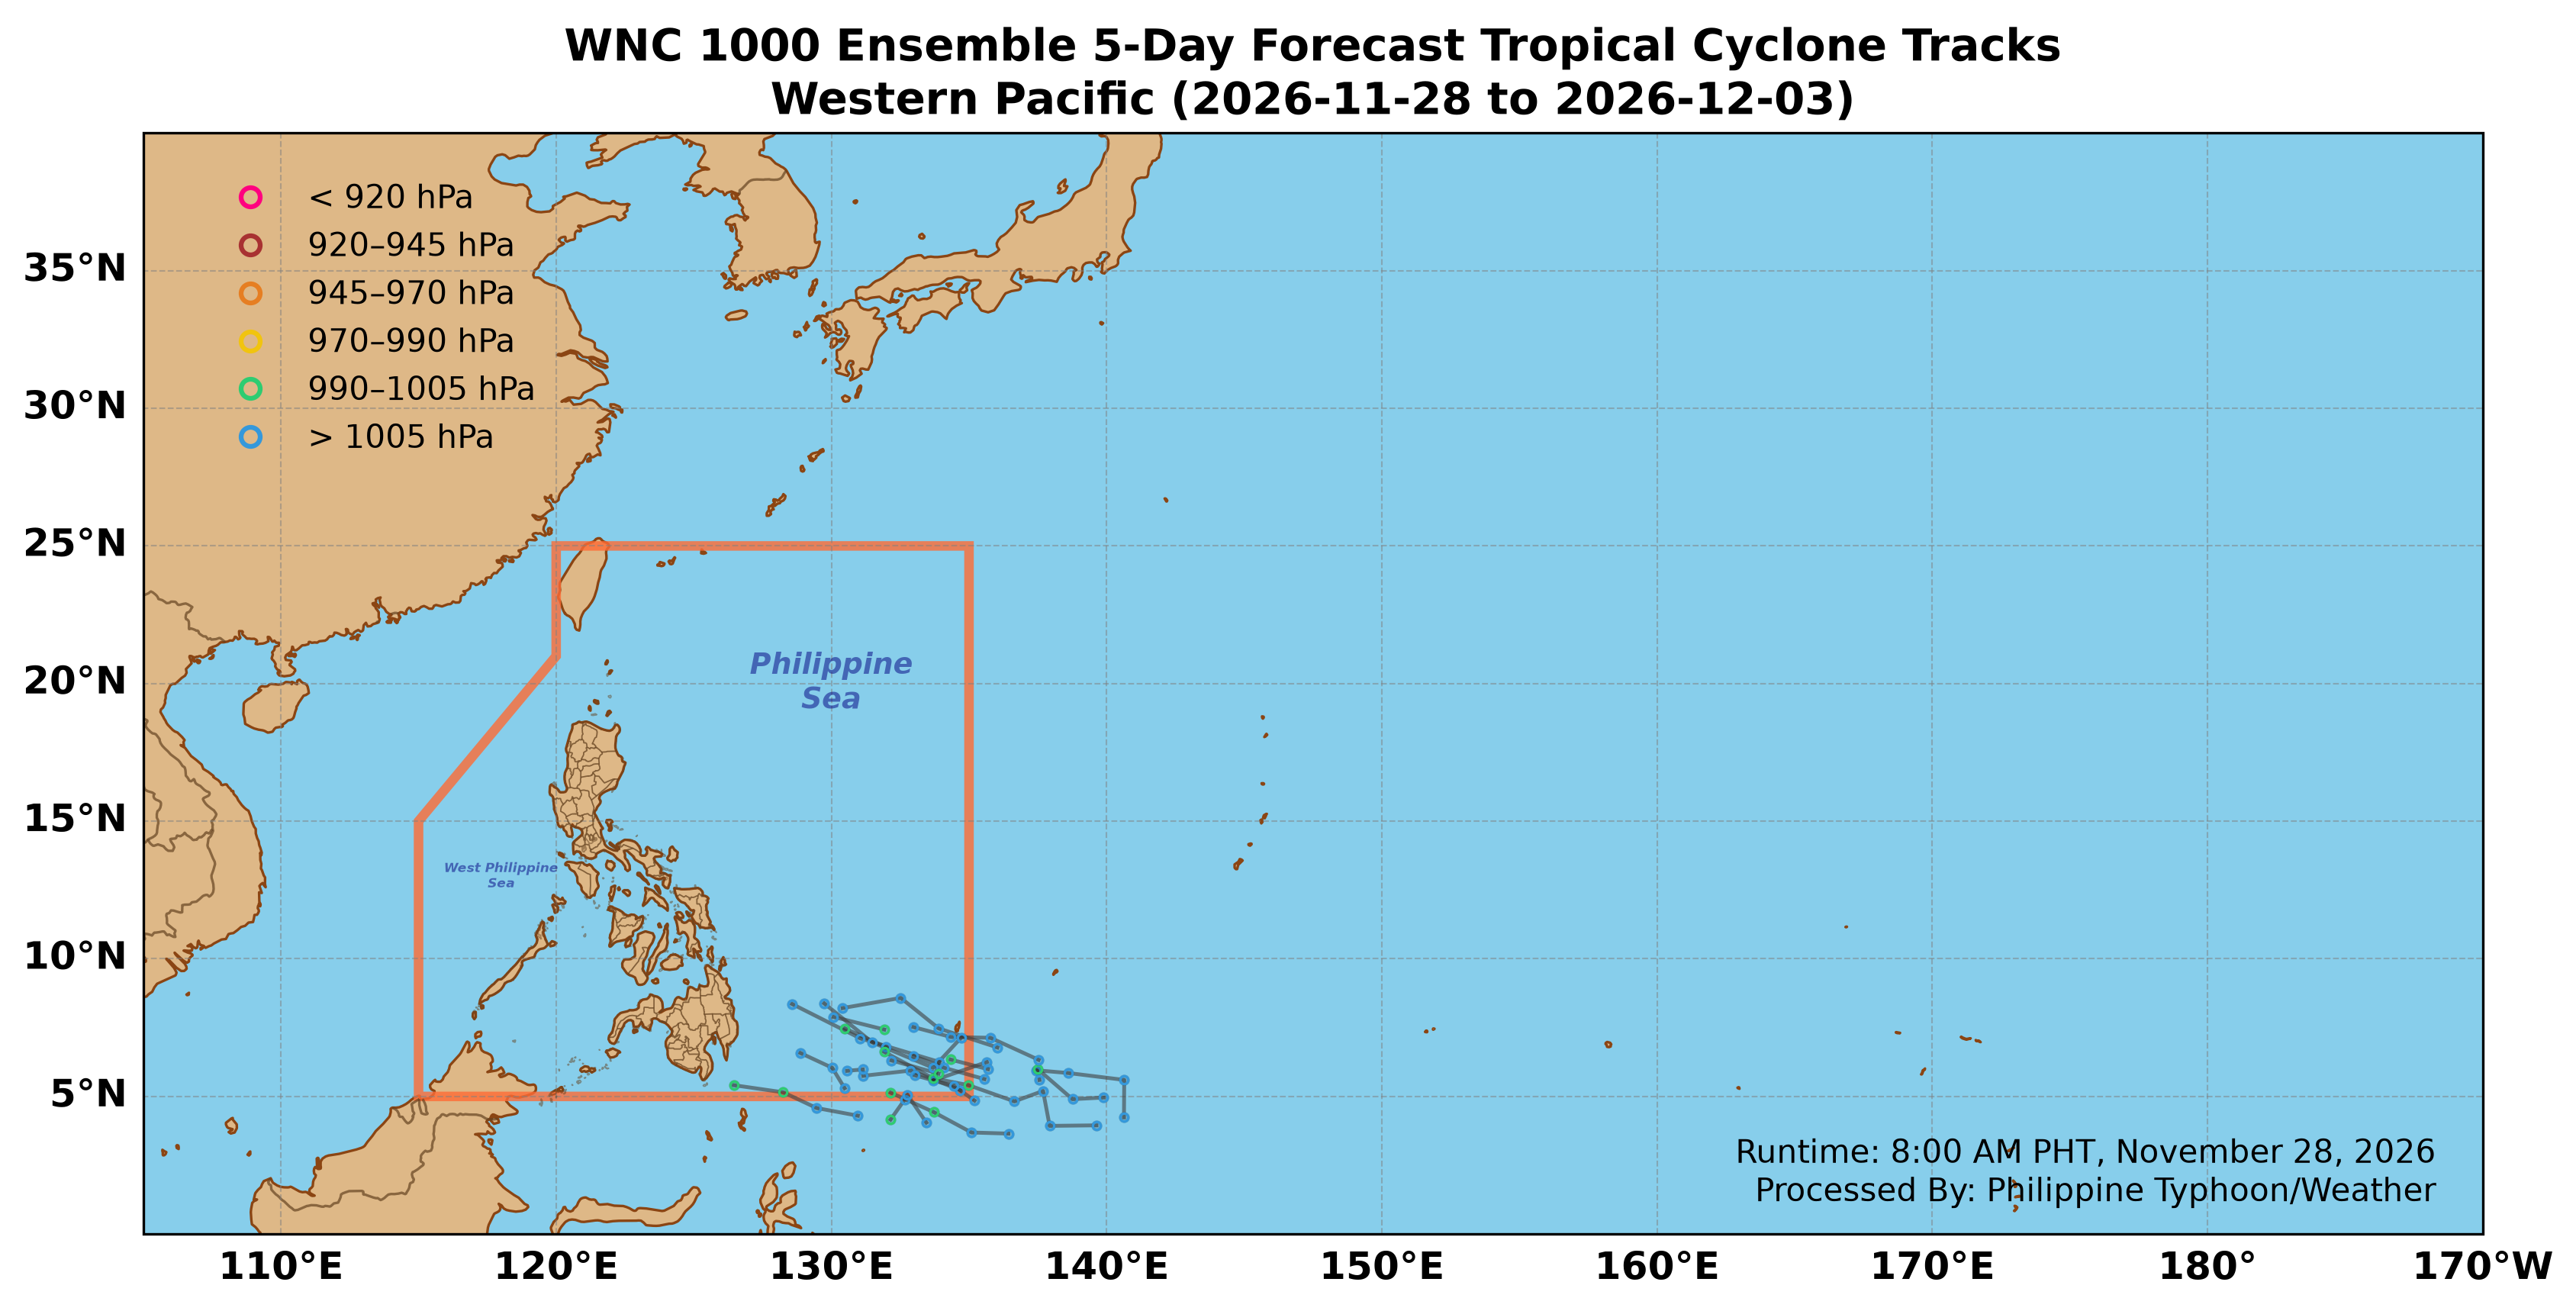 WNC 1000 Ensemble 5-Day Forecast Tropical Cyclone Tracks
Western Pacific (2026-11-28 to 2026-12-03)
< 920 hPa
920–945 hPa
945–970 hPa
970–990 hPa
990–1005 hPa
> 1005 hPa
35°N
30°N
25°N
20°N
15°N
10°N
5°N
Philippine
Sea
West Philippine
Sea
Runtime: 8:00 AM PHT, November 28, 2026
Processed By: Philippine Typhoon/Weather
110°E
120°E
130°E
140°E
150°E
160°E
170°E
180°
170°W